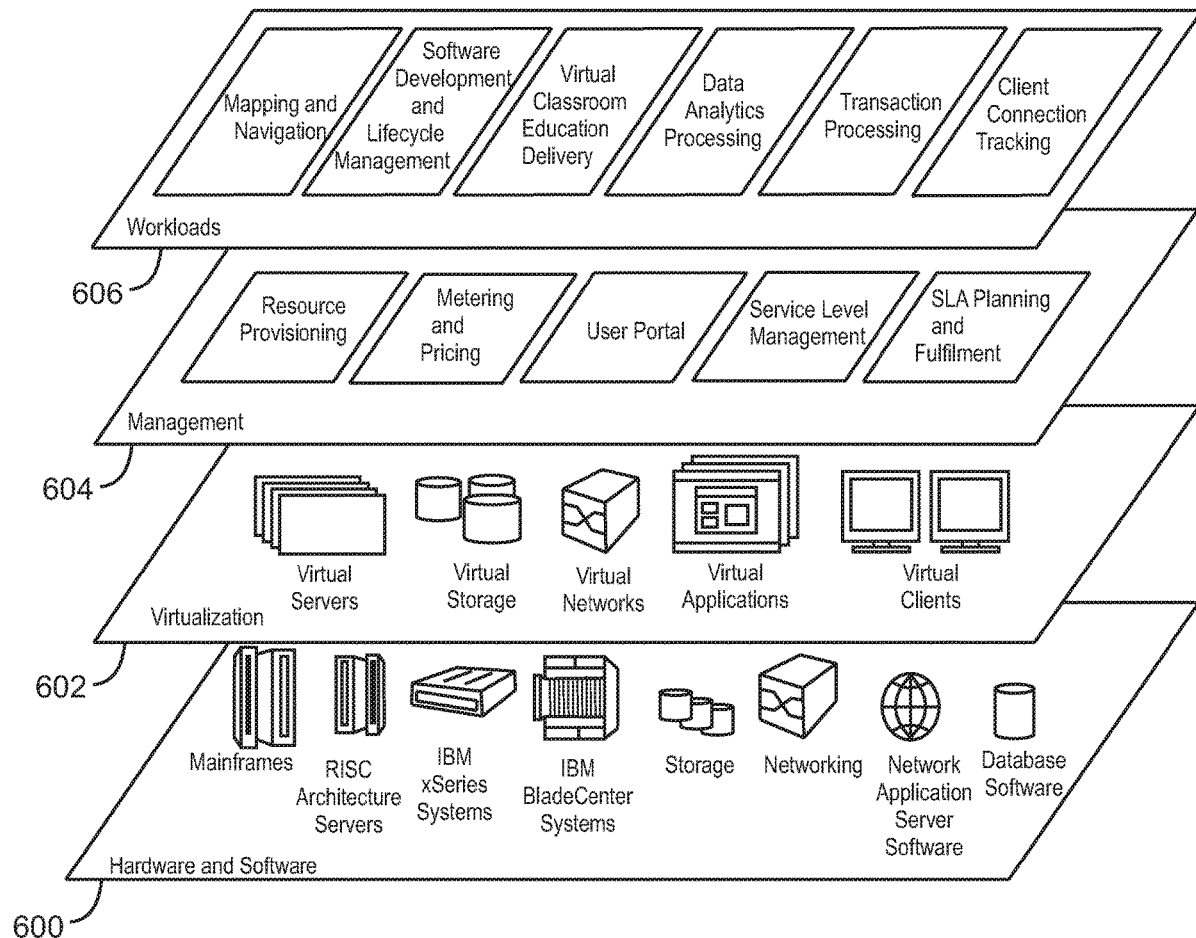 Mapping and
Navigation
Software
Development
and
Lifecycle
Management
Virtual
Classroom
Education
Delivery
Data
Analytics
Processing
Transaction
Processing
Client
Connection
Tracking
Workloads
606
Resource
Provisioning
Metering
and
Pricing
User Portal
Service Level
Management
SLA Planning
and
Fulfilment
Management
604
Virtual
Servers
Virtual
Storage
Virtual
Networks
Virtual
Applications
Virtual
Clients
Virtualization
602
Mainframes
RISC
Architecture
Servers
IBM
xSeries
Systems
IBM
BladeCenter
Systems
Storage
Networking
Network
Application
Server
Software
Database
Software
Hardware and Software
600